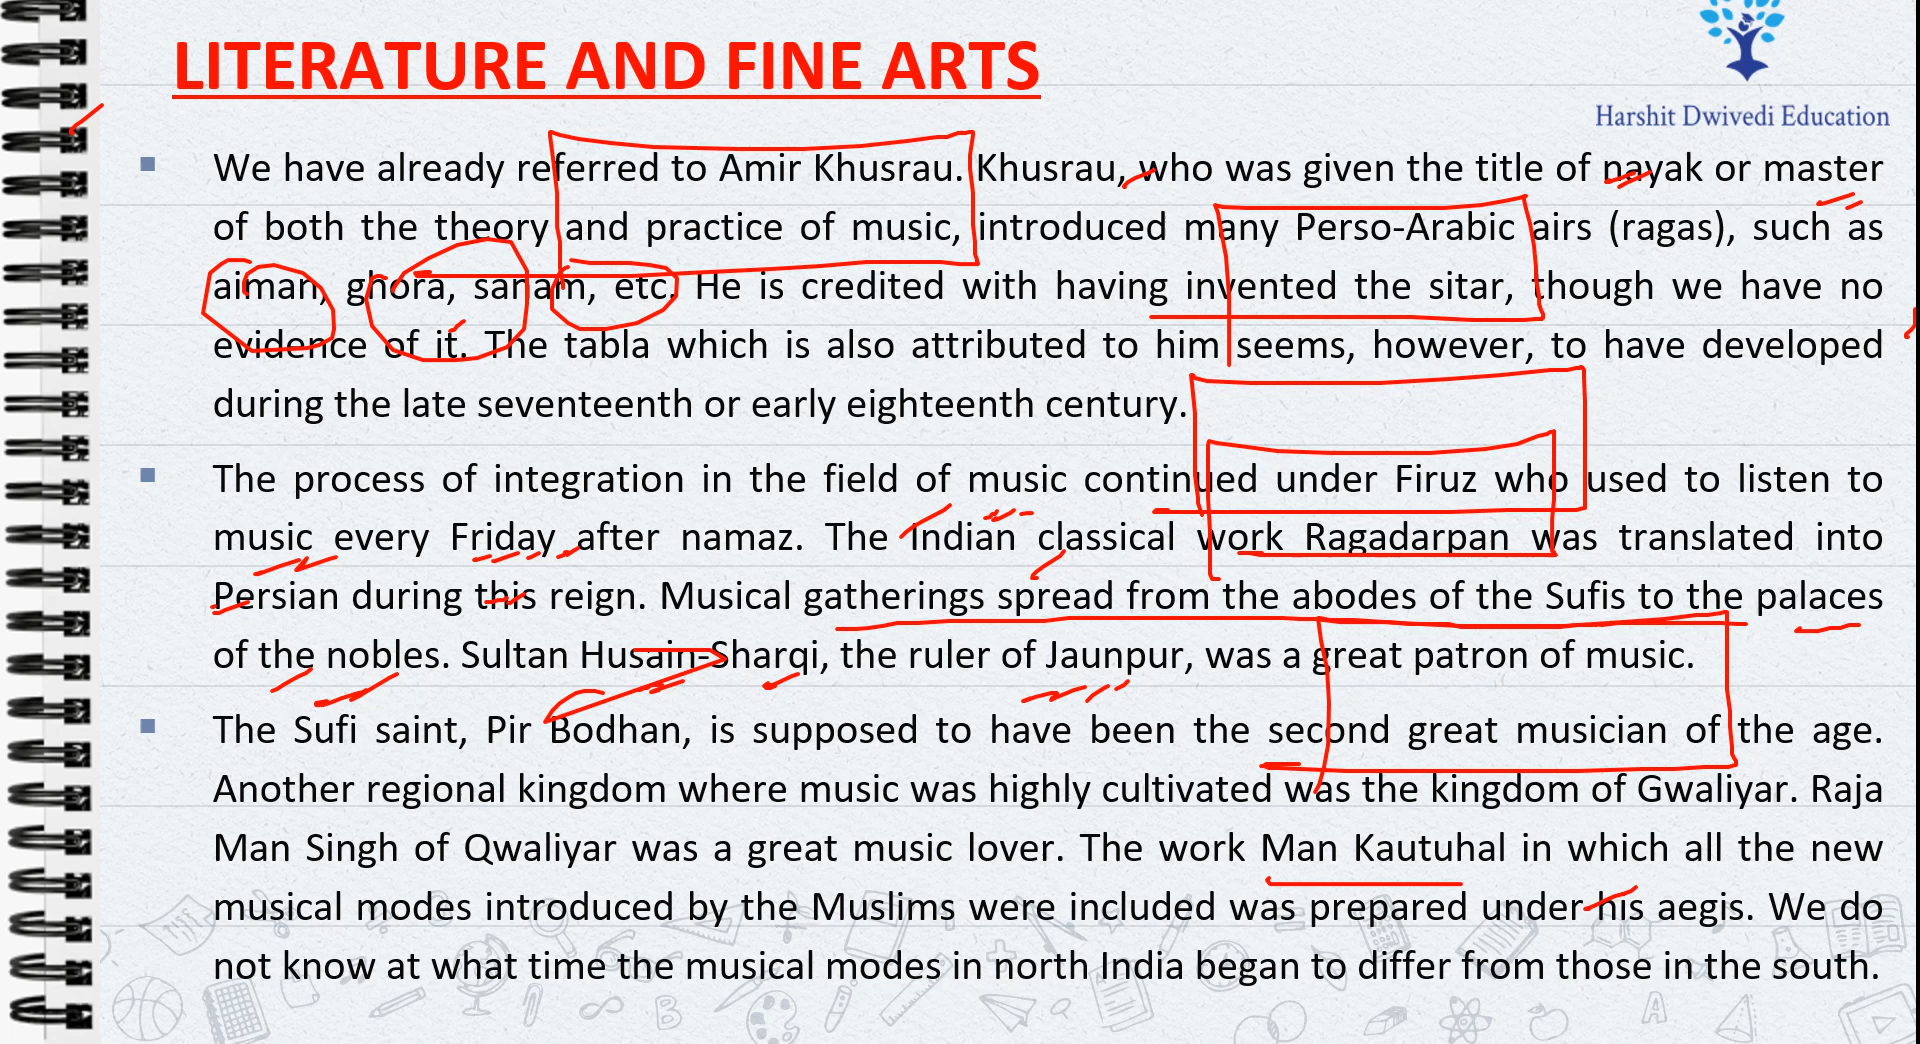 LITERATURE AND FINE ARTS
Harshit Dwivedi Education
We have already referred to Amir Khusrau. Khusrau, who was given the title of nayak or master
of both the theory and practice of music, introduced many Perso-Arabic airs (ragas), such as
aiman, ghora, sanam, etc. He is credited with having invented the sitar, though we have no
evidence of it. The tabla which is also attributed to him seems, however, to have developed
during the late seventeenth or early eighteenth century.
The process of integration in the field of music continued under Firuz who used to listen to
music every Friday after namaz. The Indian classical work Ragadarpan was translated into
Persian during this reign. Musical gatherings spread from the abodes of the Sufis to the palaces
of the nobles. Sultan Husain-Sharqi, the ruler of Jaunpur, was a great patron of music.
The Sufi saint, Pir Bodhan, is supposed to have been the second great musician of the age.
Another regional kingdom where music was highly cultivated was the kingdom of Gwaliyar. Raja
Man Singh of Qwaliyar was a great music lover. The work Man Kautuhal in which all the new
musical modes introduced by the Muslims were included was prepared under his aegis. We do
not know at what time the musical modes in north India began to differ from those in the south.